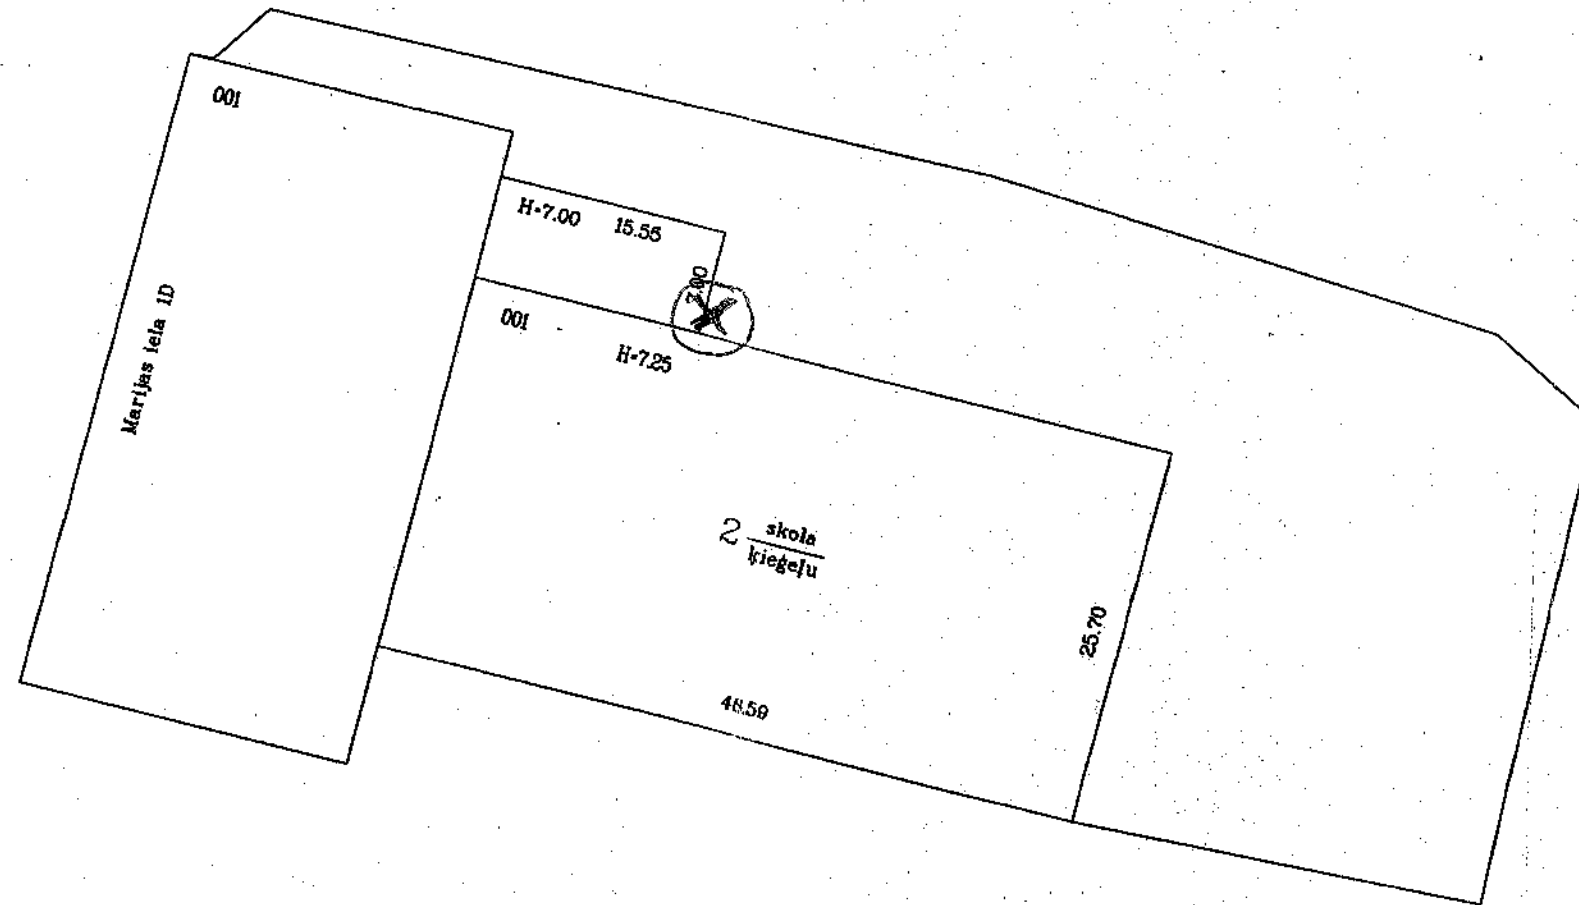 001
H=7.00 15.55
7.00
Marijas iela 1D
001
H=7.25
2 skola
ķieģeļu
25.70
48.59